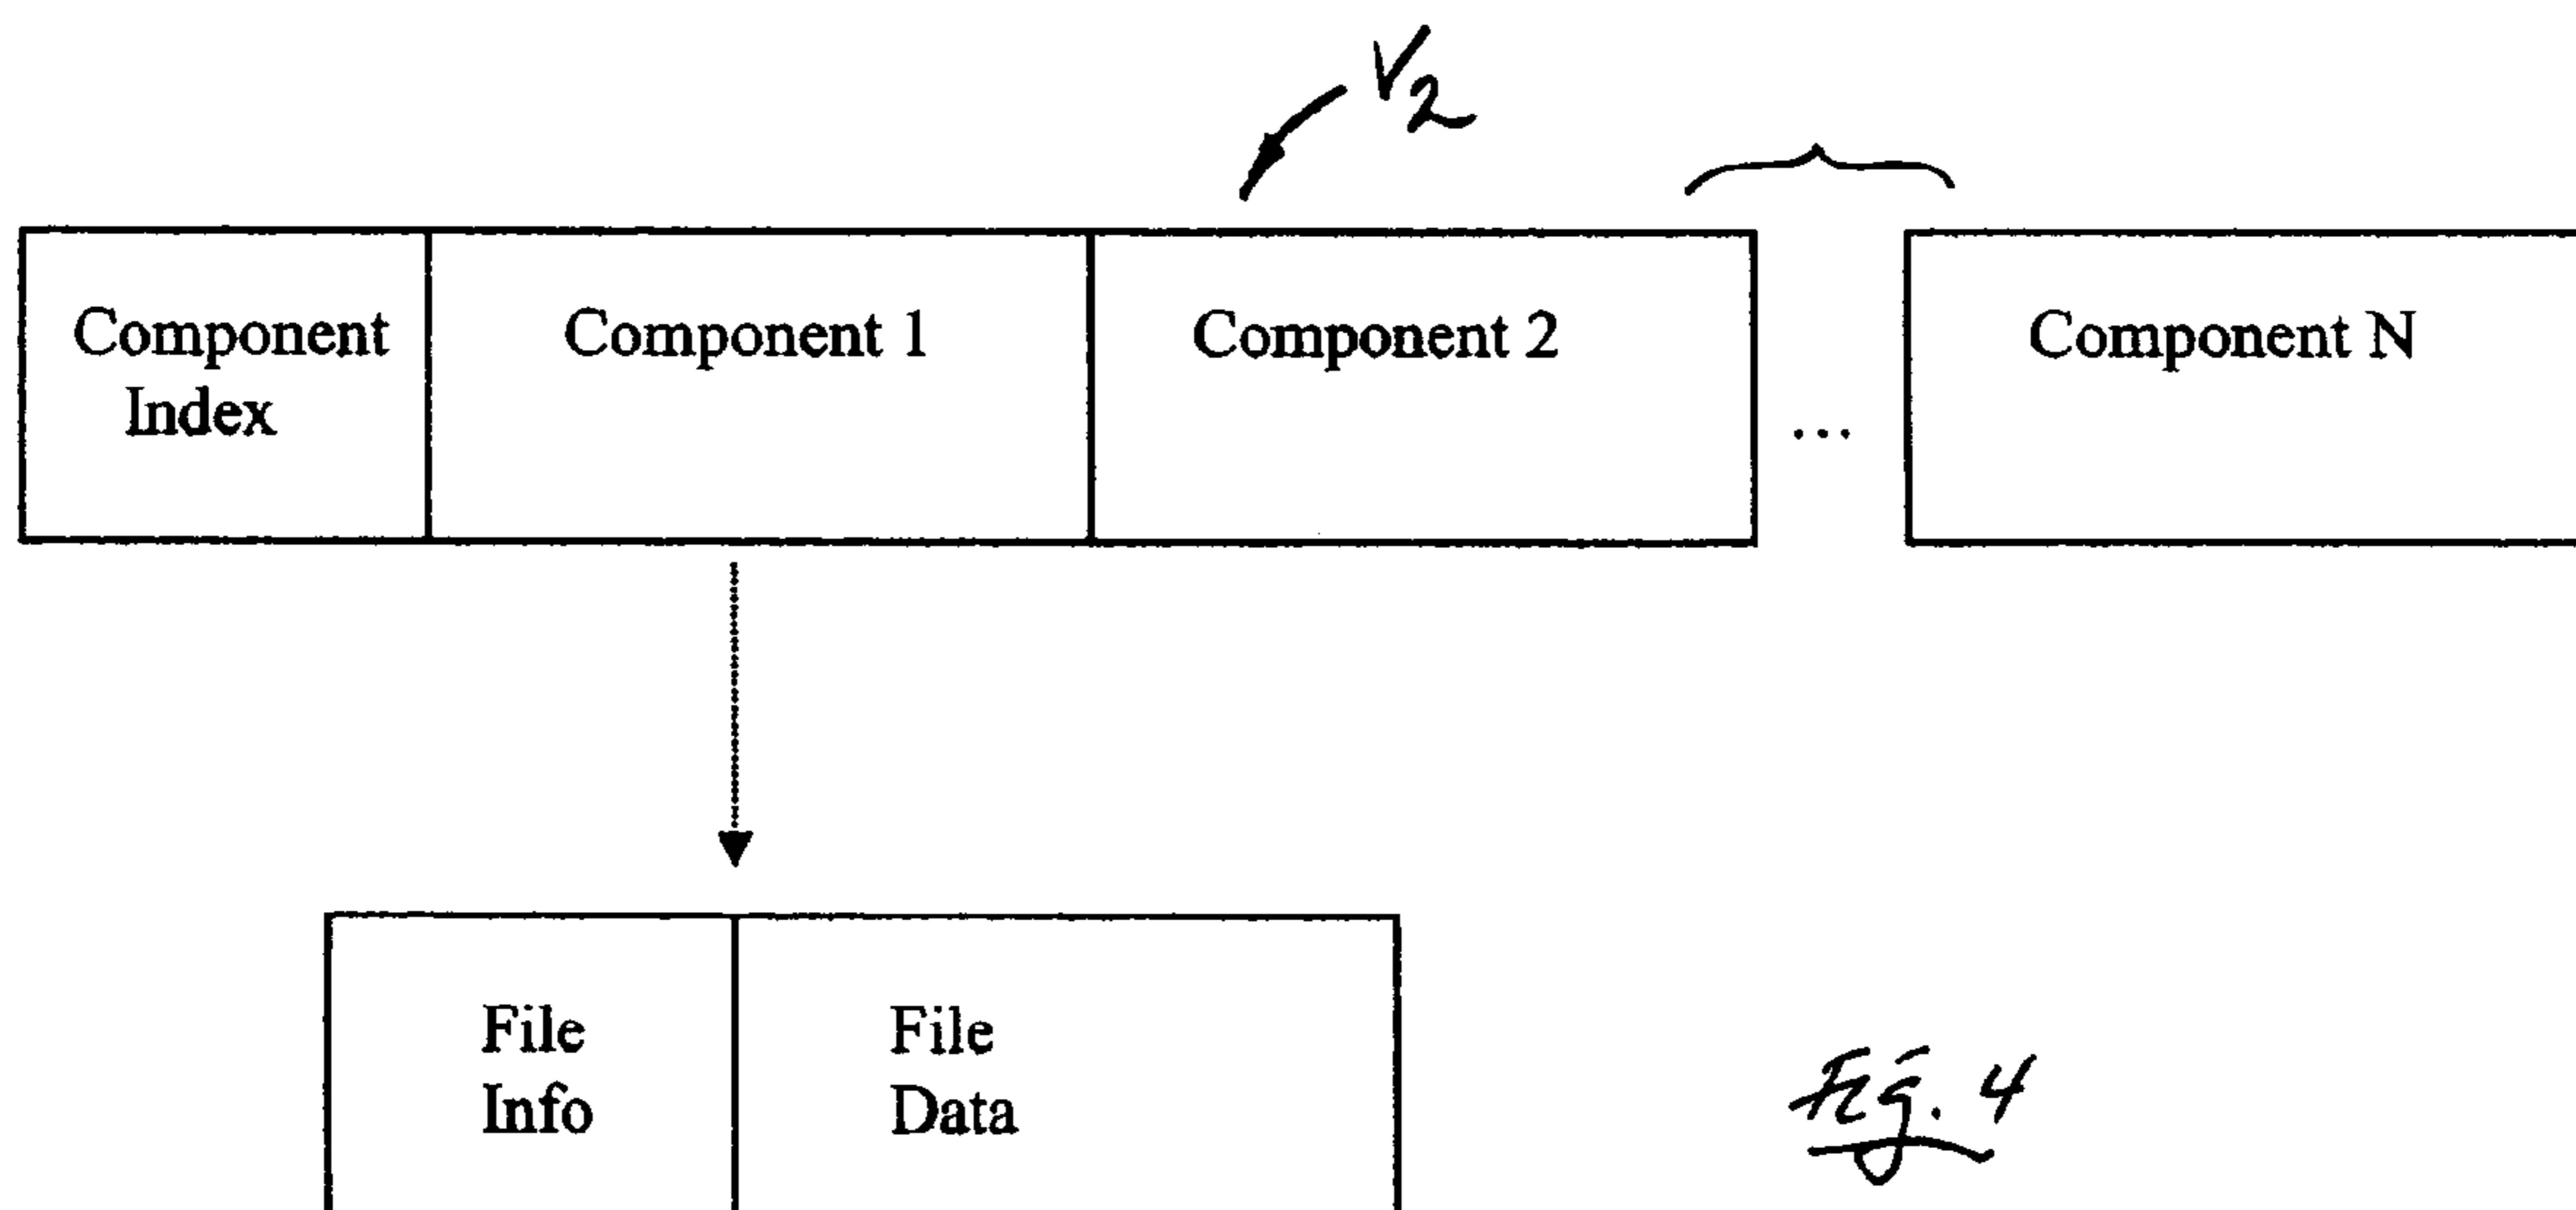 V2
Component Index
Component 1
Component 2
...
Component N
File Info
File Data
Fig. 4